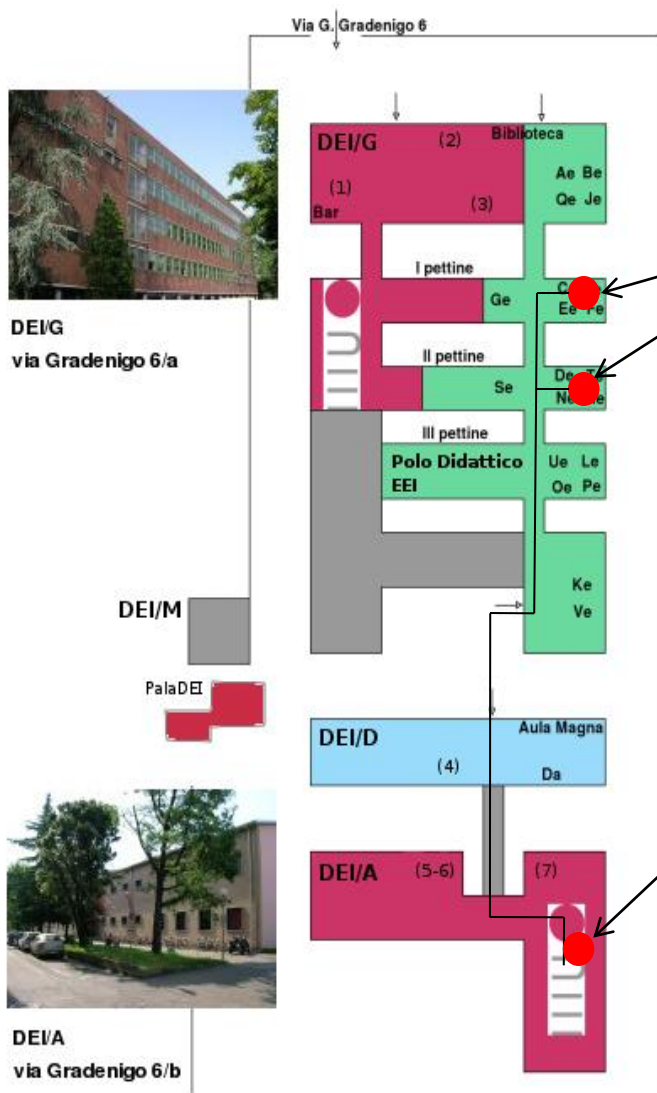 Via G. Gradenigo 6
DEI/G
(2)
Biblioteca
Ae Be
Qe Je
(1)
(3)
Bar
I pettine
Ge
Ee
DEI/G
via Gradenigo 6/a
II pettine
De
Se
III pettine
Polo Didattico
EEI
Ue Le
Oe Pe
DEI/M
Ke
Ve
PalaDEI
DEI/D
Aula Magna
(4)
Da
DEI/A
(5-6)
(7)
DEI/A
via Gradenigo 6/b